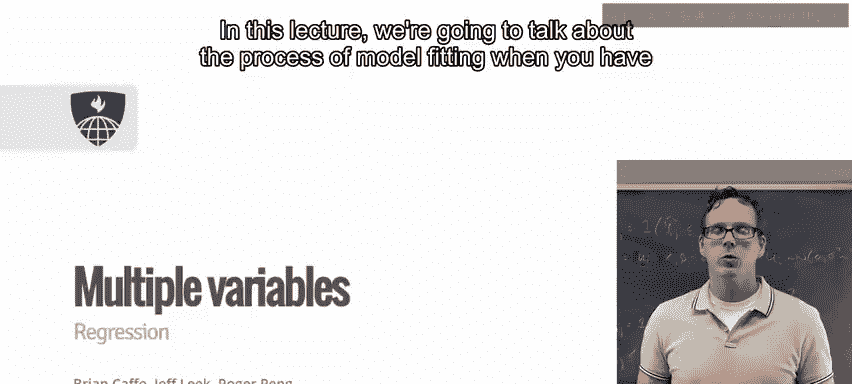 In this lecture, we're going to talk about
the process of model fitting when you have
Multiple variables
Regression
Brian Caffo, Jeff Leek, Roger Peng